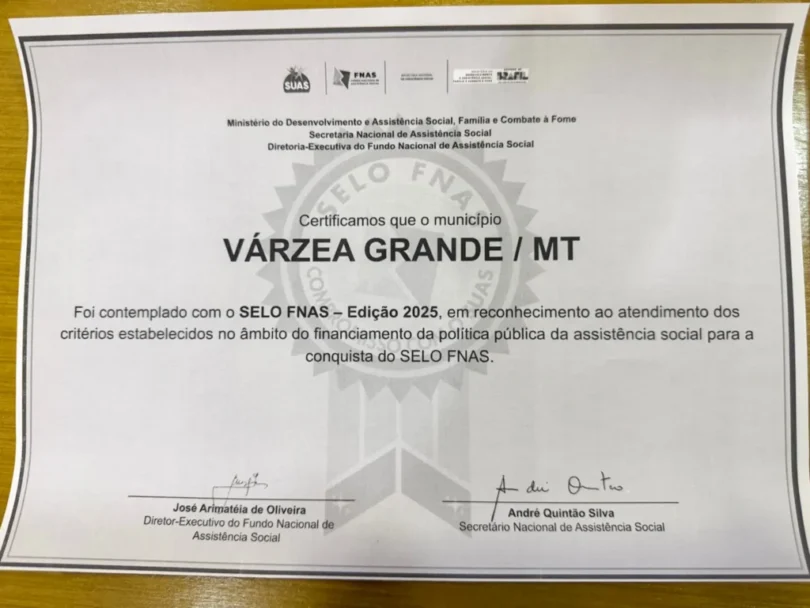 SUAS
FNAS
BRASIL
Ministério do Desenvolvimento e Assistência Social, Família e Combate à Fome
Secretaria Nacional de Assistência Social
Diretoria-Executiva do Fundo Nacional de Assistência Social
SELO FNAS
Certificamos que o município
VÁRZEA GRANDE / MT
Foi contemplado com o SELO FNAS – Edição 2025, em reconhecimento ao atendimento dos
critérios estabelecidos no âmbito do financiamento da política pública da assistência social para a
conquista do SELO FNAS.
COMPROMISSO COM O SUAS
José Arimatéia de Oliveira
Diretor-Executivo do Fundo Nacional de
Assistência Social
André Quintão Silva
Secretário Nacional de Assistência Social